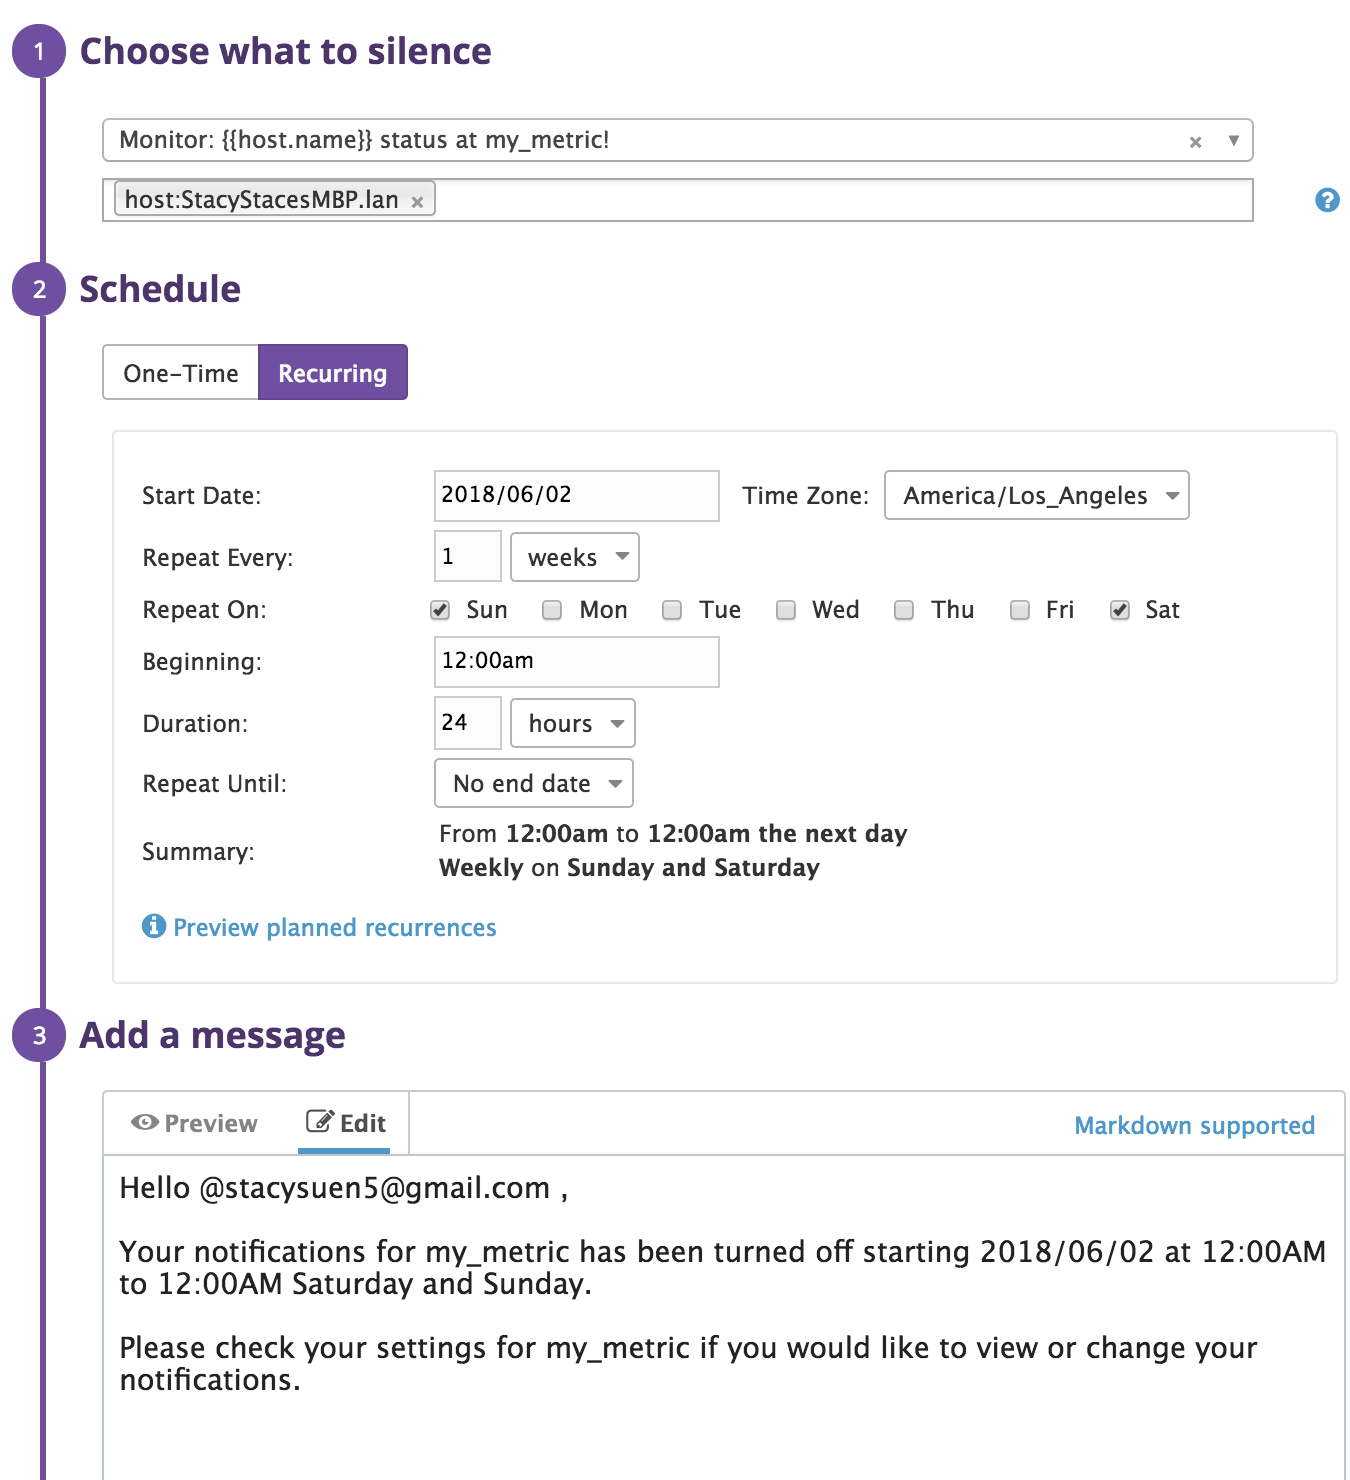 1 Choose what to silence
Monitor: {{host.name}} status at my_metric! × ▼
host:StacyStacesMBP.lan × ?
2 Schedule
One-Time Recurring
Start Date: 2018/06/02 Time Zone: America/Los_Angeles
Repeat Every: 1 weeks
Repeat On: Sun Mon Tue Wed Thu Fri Sat
Beginning: 12:00am
Duration: 24 hours
Repeat Until: No end date
Summary: From 12:00am to 12:00am the next day
Weekly on Sunday and Saturday
Preview planned recurrences
3 Add a message
Preview Edit Markdown supported
Hello @stacysuen5@gmail.com ,
Your notifications for my_metric has been turned off starting 2018/06/02 at 12:00AM
to 12:00AM Saturday and Sunday.
Please check your settings for my_metric if you would like to view or change your
notifications.